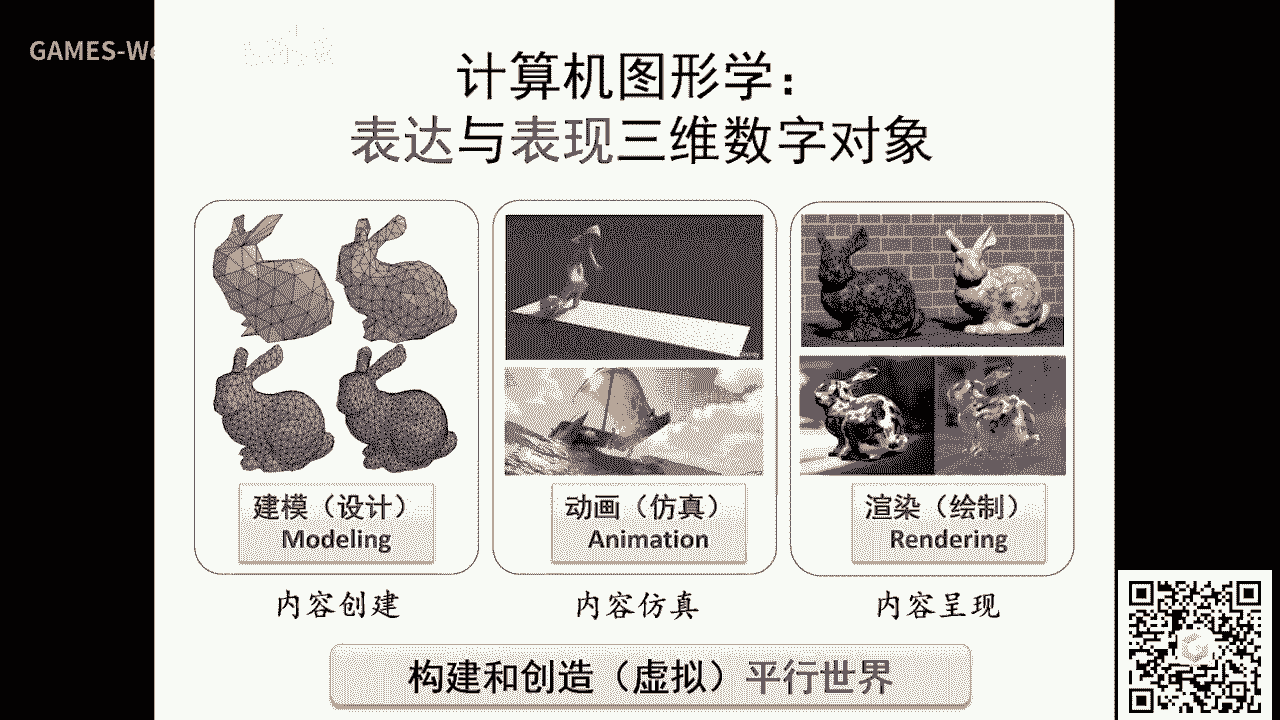 GAMES-We
计算机图形学：
表达与表现三维数字对象
建模（设计）
Modeling
动画（仿真）
Animation
渲染（绘制）
Rendering
内容创建
内容仿真
内容呈现
构建和创造（虚拟）平行世界